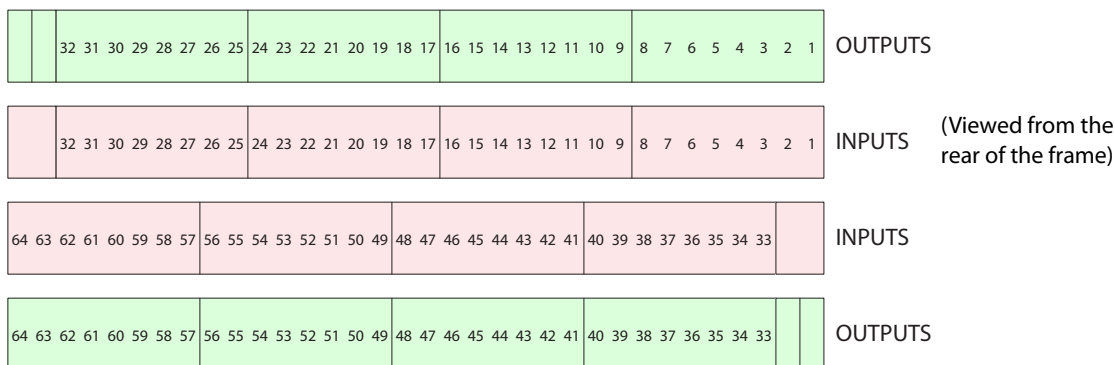 32 31 30 29 28 27 26 25 24 23 22 21 20 19 18 17 16 15 14 13 12 11 10 9 8 7 6 5 4 3 2 1 OUTPUTS
32 31 30 29 28 27 26 25 24 23 22 21 20 19 18 17 16 15 14 13 12 11 10 9 8 7 6 5 4 3 2 1 INPUTS
(Viewed from the
rear of the frame)
64 63 62 61 60 59 58 57 56 55 54 53 52 51 50 49 48 47 46 45 44 43 42 41 40 39 38 37 36 35 34 33 INPUTS
64 63 62 61 60 59 58 57 56 55 54 53 52 51 50 49 48 47 46 45 44 43 42 41 40 39 38 37 36 35 34 33 OUTPUTS